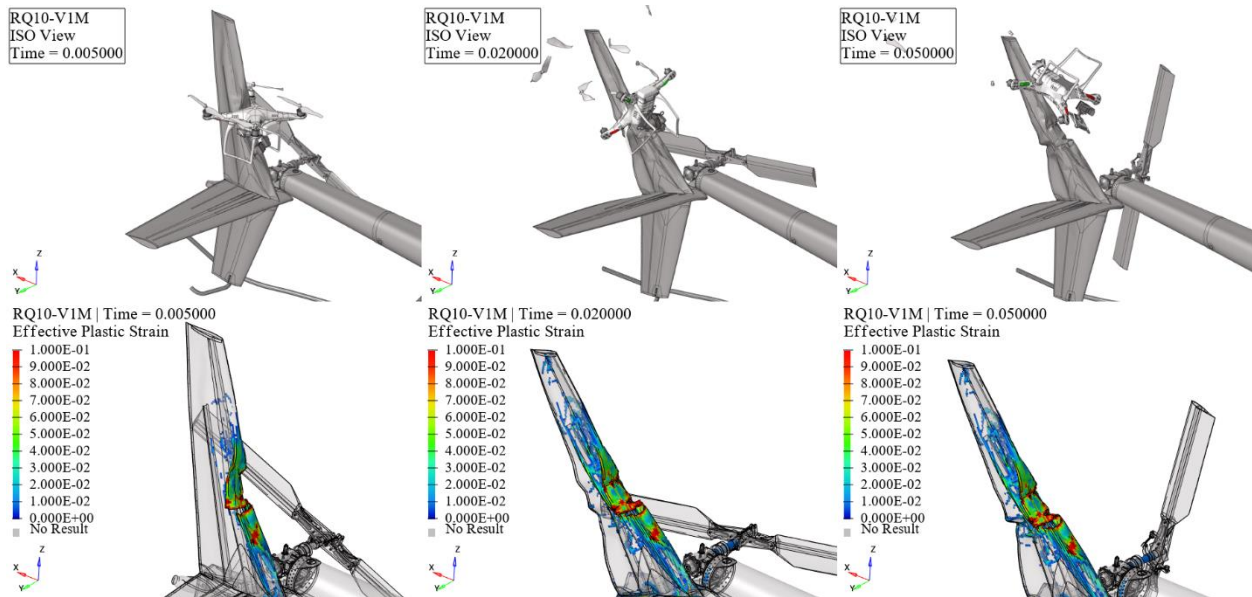 RQ10-V1M
ISO View
Time = 0.005000
RQ10-V1M
ISO View
Time = 0.020000
RQ10-V1M
ISO View
Time = 0.050000
Z
X
Y
Z
X
Y
Z
X
Y
RQ10-V1M | Time = 0.005000
Effective Plastic Strain
1.000E-01
9.000E-02
8.000E-02
7.000E-02
6.000E-02
5.000E-02
4.000E-02
3.000E-02
2.000E-02
1.000E-02
0.000E+00
No Result
Z
X
Y
RQ10-V1M | Time = 0.020000
Effective Plastic Strain
1.000E-01
9.000E-02
8.000E-02
7.000E-02
6.000E-02
5.000E-02
4.000E-02
3.000E-02
2.000E-02
1.000E-02
0.000E+00
No Result
Z
X
Y
RQ10-V1M | Time = 0.050000
Effective Plastic Strain
1.000E-01
9.000E-02
8.000E-02
7.000E-02
6.000E-02
5.000E-02
4.000E-02
3.000E-02
2.000E-02
1.000E-02
0.000E+00
No Result
Z
X
Y